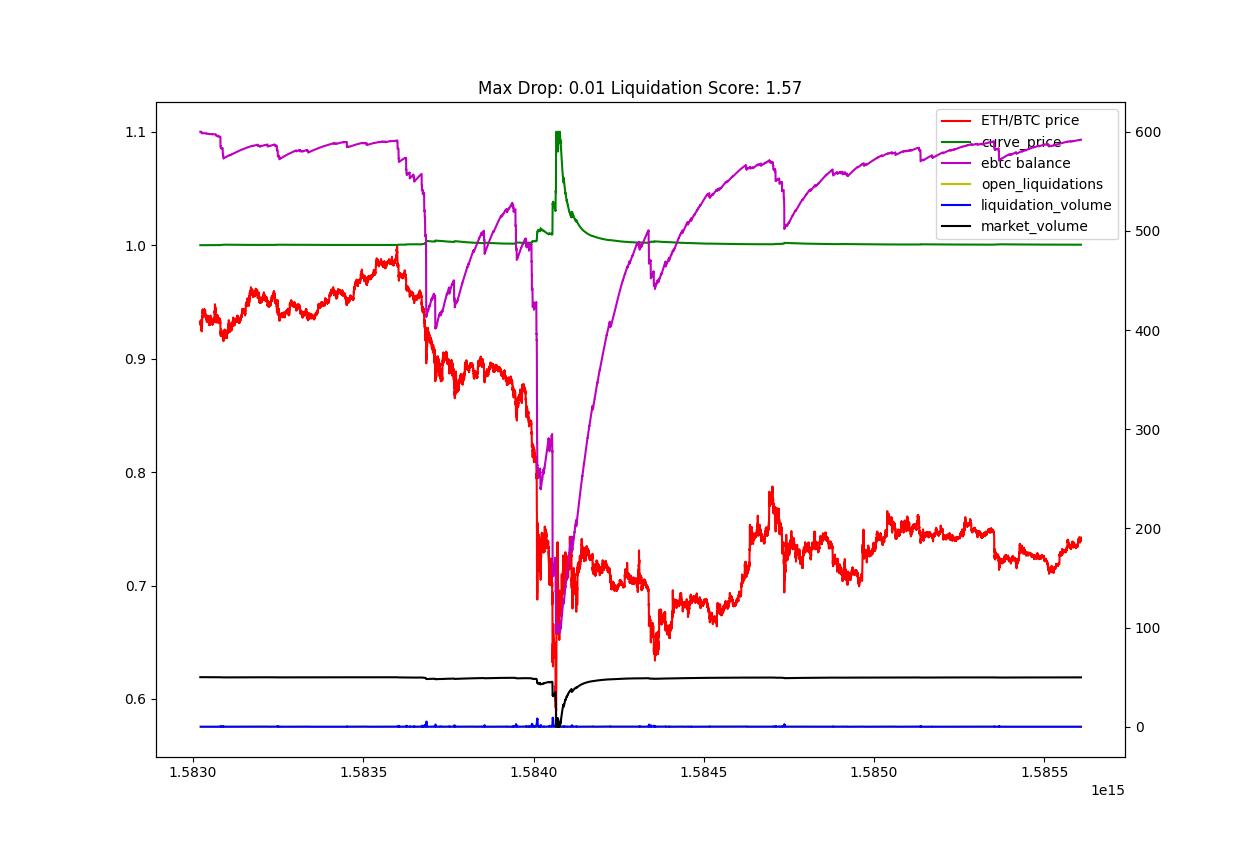 Max Drop: 0.01 Liquidation Score: 1.57
ETH/BTC price
curve_price
ebtc balance
open_liquidations
liquidation_volume
market_volume
1.1
1.0
0.9
0.8
0.7
0.6
600
500
400
300
200
100
0
1.5830 1.5835 1.5840 1.5845 1.5850 1.5855
1e15